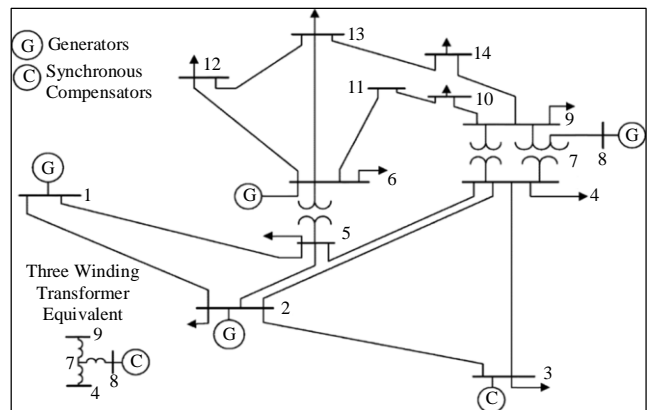 G Generators
C Synchronous
Compensators
13
14
12
11
10
9
G
7
8
G
1
G
6
4
5
Three Winding
Transformer
Equivalent
2
G
9
7
8
C
4
3
C